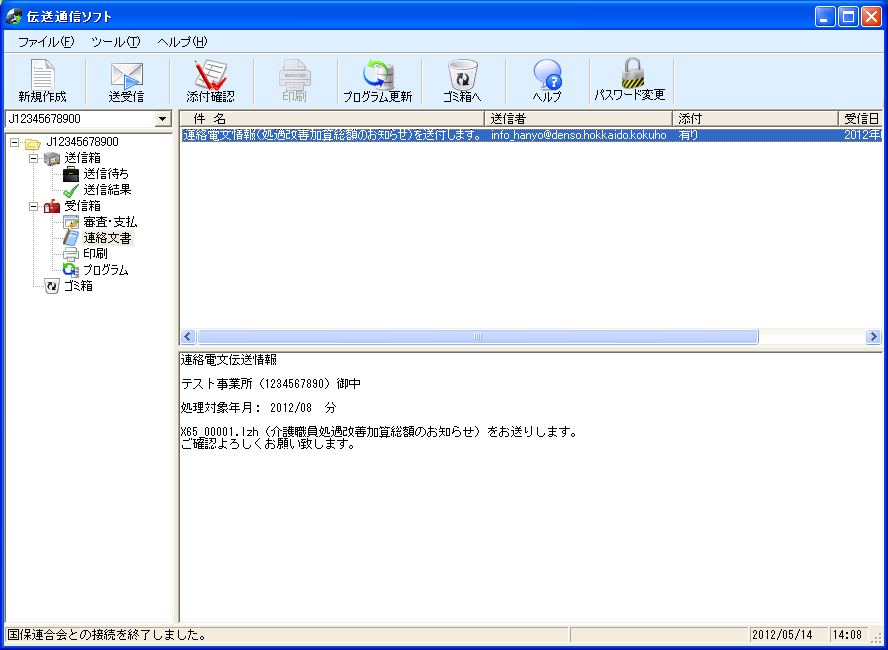 伝送通信ソフト
ファイル(F) ツール(T) ヘルプ(H)
新規作成 送受信 添付確認 印刷 プログラム更新 ゴミ箱へ ヘルプ パスワード変更
J12345678900
件 名 送信者 添付 受信日
連絡電文情報(処遇改善加算総額のお知らせ)を送付します。 info_hanyo@denso.hokkaido.kokuho 有り 2012年
J12345678900
送信箱
送信待ち
送信結果
受信箱
審査・支払
連絡文書
印刷
プログラム
ゴミ箱
連絡電文伝送情報
テスト事業所（1234567890）御中
処理対象年月： 2012/08 分
X65_00001.lzh（介護職員処遇改善加算総額のお知らせ）をお送りします。
ご確認よろしくお願い致します。
国保連合会との接続を終了しました。 2012/05/14 14:08